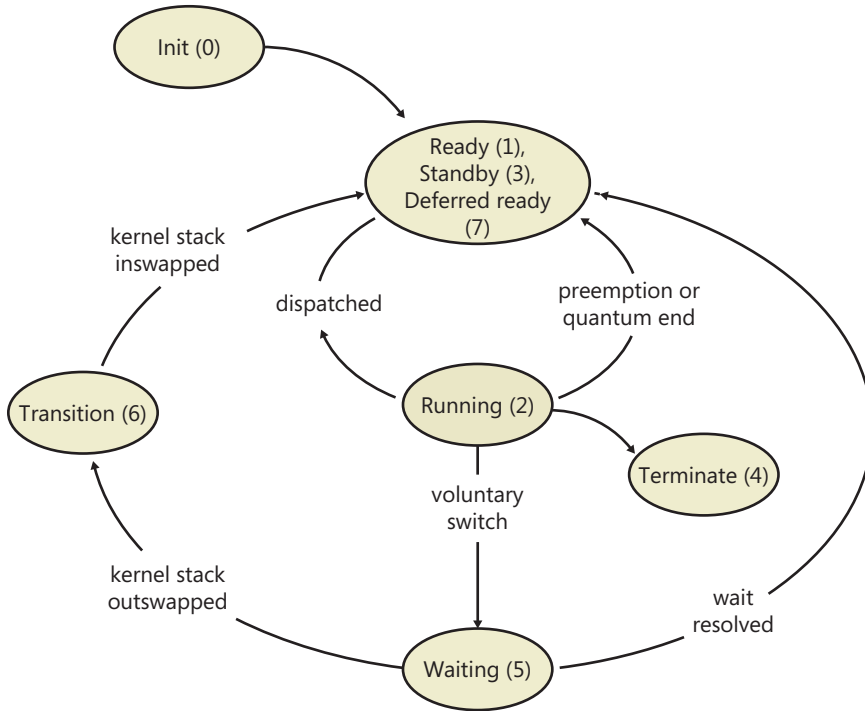 Init (0)
Ready (1),
Standby (3),
Deferred ready
(7)
kernel stack
inswapped
dispatched
preemption or
quantum end
Transition (6)
Running (2)
Terminate (4)
voluntary
switch
kernel stack
outswapped
wait
resolved
Waiting (5)